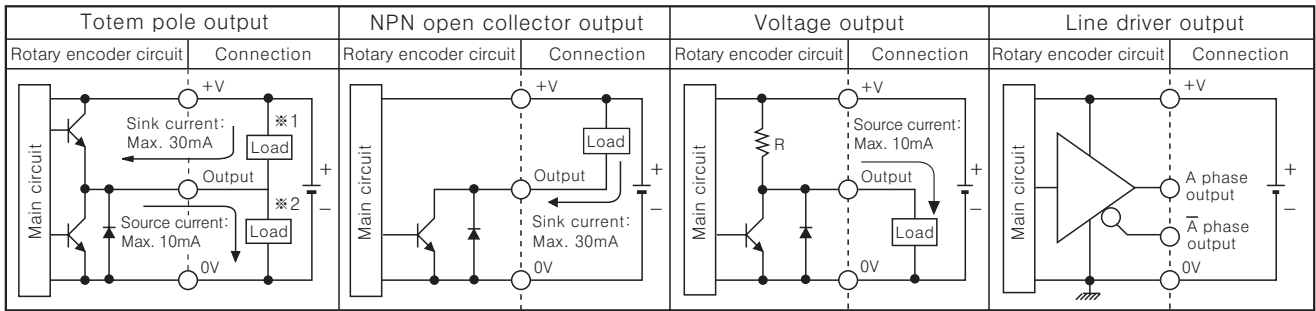 Totem pole output
Rotary encoder circuit
Connection
Main circuit
+V
Sink current:
Max. 30mA
※1
Load
Output
※2
Source current:
Max. 10mA
Load
0V
+
−
NPN open collector output
Rotary encoder circuit
Connection
Main circuit
+V
Load
Output
Sink current:
Max. 30mA
0V
+
−
Voltage output
Rotary encoder circuit
Connection
Main circuit
+V
R
Source current:
Max. 10mA
Output
Load
0V
+
−
Line driver output
Rotary encoder circuit
Connection
Main circuit
+V
A phase
output
A̅ phase
output
0V
+
−